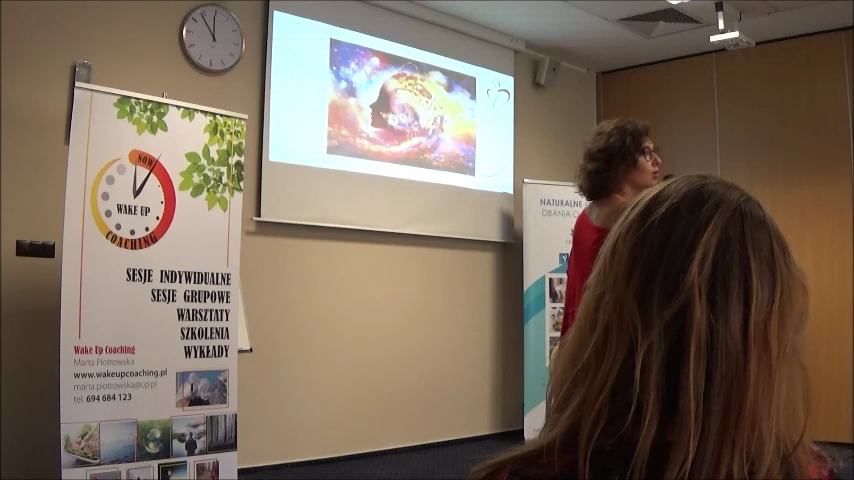 NOW
WAKE UP
COACHING
SESJE INDYWIDUALNE
SESJE GRUPOWE
WARSZTATY
SZKOLENIA
WYKŁADY
Wake Up Coaching
Marta Piotrowska
www.wakeupcoaching.pl
marta.piotrowska@op.pl
tel. 694 684 123
NATURALNE
DBANIA